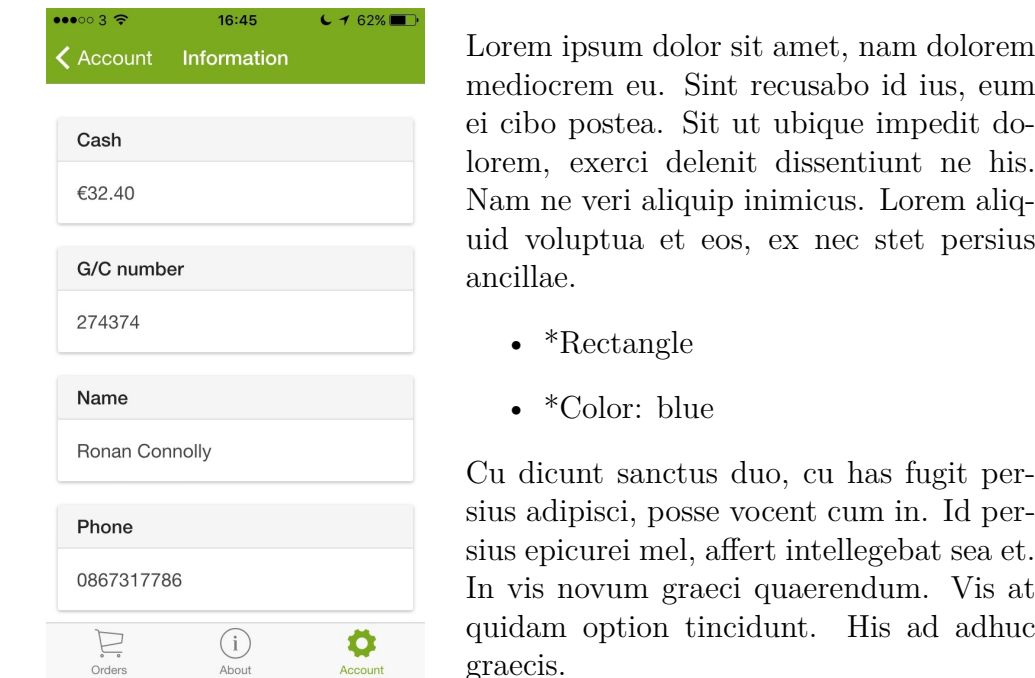 3 16:45 62%
Account Information
Cash
€32.40
G/C number
274374
Name
Ronan Connolly
Phone
0867317786
Orders About Account
Lorem ipsum dolor sit amet, nam dolorem
mediocrem eu. Sint recusabo id ius, eum
ei cibo postea. Sit ut ubique impedit do-
lorem, exerci delenit dissentiunt ne his.
Nam ne veri aliquip inimicus. Lorem aliq-
uid voluptua et eos, ex nec stet persius
ancillae.
• *Rectangle
• *Color: blue
Cu dicunt sanctus duo, cu has fugit per-
sius adipisci, posse vocent cum in. Id per-
sius epicurei mel, affert intellegebat sea et.
In vis novum graeci quaerendum. Vis at
quidam option tincidunt. His ad adhuc
graecis.